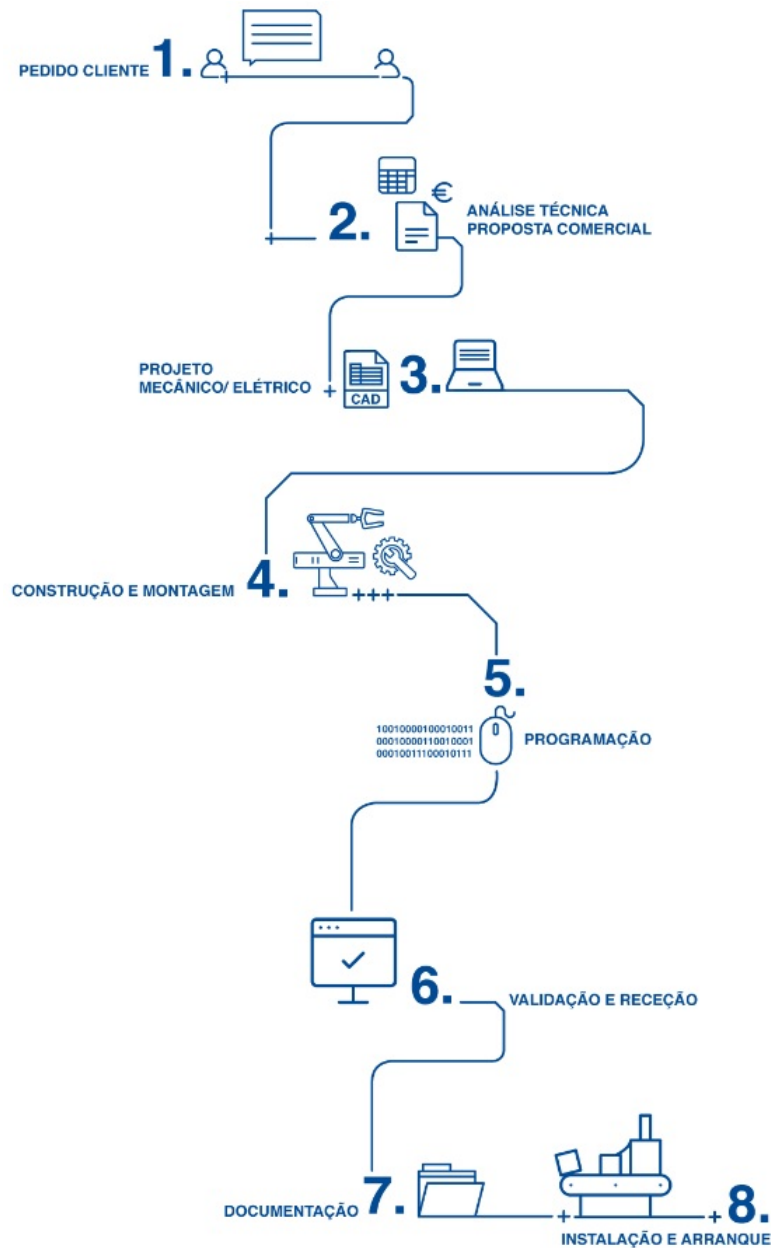 PEDIDO CLIENTE 1.
2.
€
ANÁLISE TÉCNICA
PROPOSTA COMERCIAL
PROJETO
MECÂNICO/ ELÉTRICO
CAD
3.
CONSTRUÇÃO E MONTAGEM 4.
5.
10010000100010011
00010000110010001
00010011100010111
PROGRAMAÇÃO
6. VALIDAÇÃO E RECEÇÃO
DOCUMENTAÇÃO 7.
8.
INSTALAÇÃO E ARRANQUE